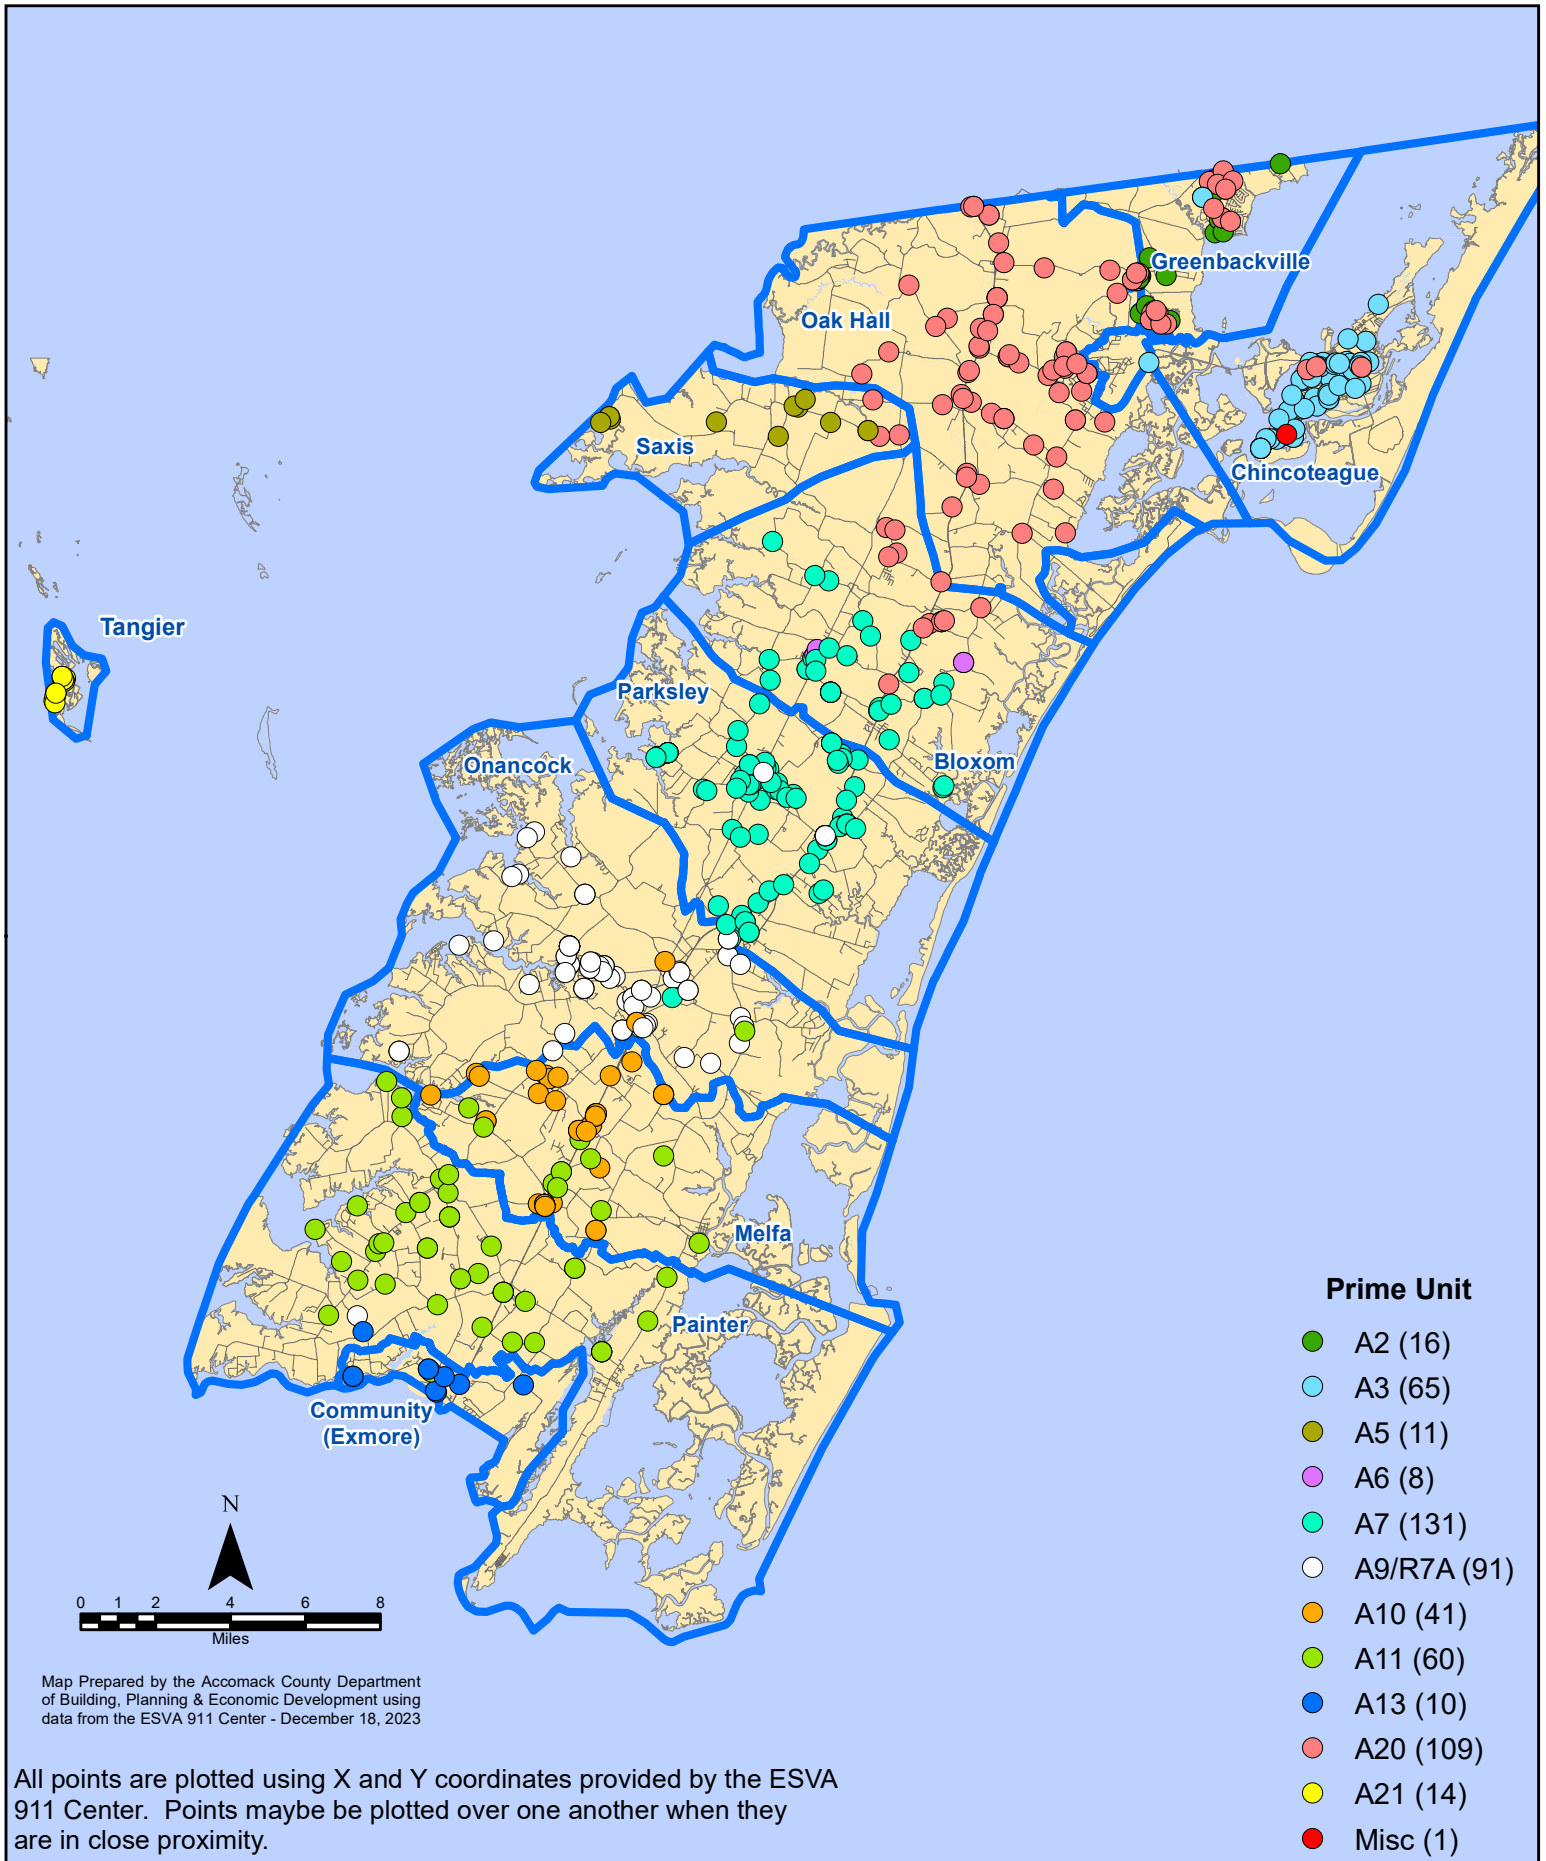 Greenbackville
Oak Hall
Saxis
Chincoteague
Tangier
Parksley
Onancock
Bloxom
Melfa
Painter
Community
(Exmore)
Prime Unit
A2 (16)
A3 (65)
A5 (11)
A6 (8)
A7 (131)
A9/R7A (91)
A10 (41)
A11 (60)
A13 (10)
A20 (109)
A21 (14)
Misc (1)
N
0 1 2 4 6 8
Miles
Map Prepared by the Accomack County Department
of Building, Planning & Economic Development using
data from the ESVA 911 Center - December 18, 2023
All points are plotted using X and Y coordinates provided by the ESVA
911 Center. Points maybe be plotted over one another when they
are in close proximity.